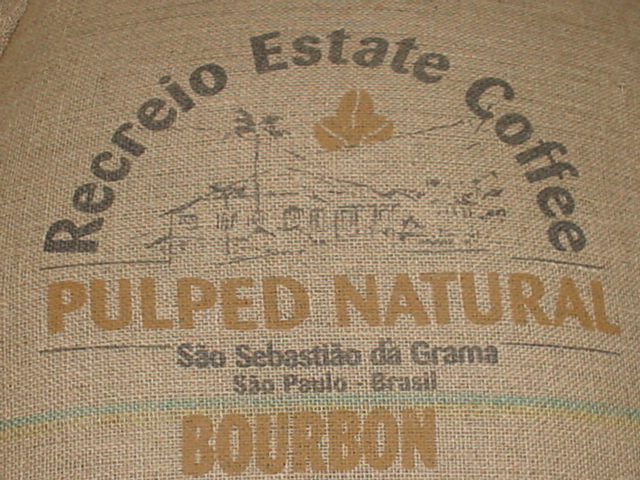 Recreio Estate Coffee
PULPED NATURAL
São Sebastião da Grama
São Paulo - Brasil
BOURBON